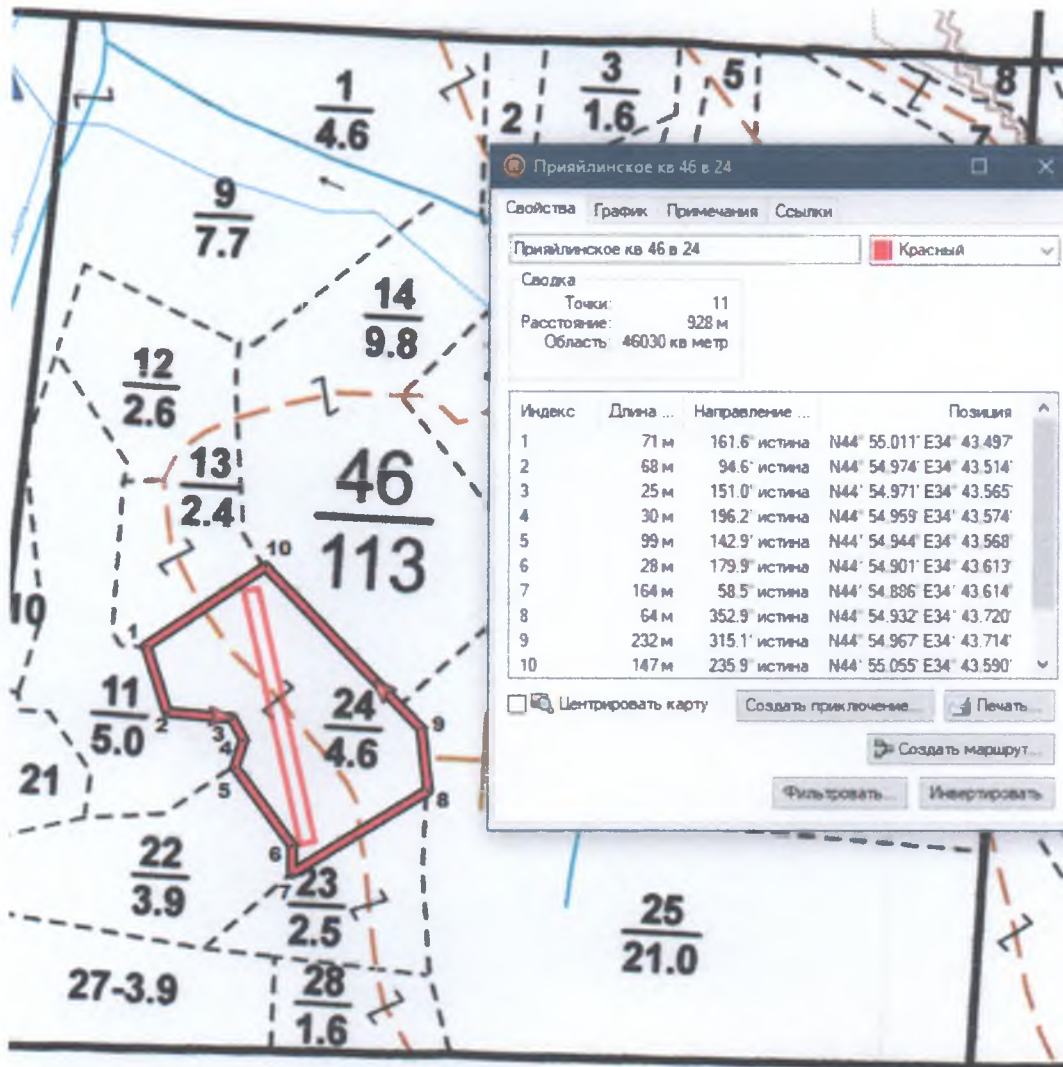 1
4.6
2
3
1.6
5
8
7
9
7.7
14
9.8
12
2.6
13
2.4
46
113
10
10
1
11
5.0
2
3
4
5
24
4.6
9
8
21
6
7
22
3.9
23
2.5
25
21.0
27-3.9
28
1.6
Прияйлинское кв 46 в 24
Свойства График Примечания Ссылки
Прияйлинское кв 46 в 24 Красный
Сводка
Точки: 11
Расстояние: 928 м
Область: 46030 кв метр
Индекс Длина ... Направление ... Позиция
1 71 м 161.6° истина N44° 55.011' E34° 43.497'
2 68 м 94.6° истина N44° 54.974' E34° 43.514'
3 25 м 151.0° истина N44° 54.971' E34° 43.565'
4 30 м 196.2° истина N44° 54.959' E34° 43.574'
5 99 м 142.9° истина N44° 54.944' E34° 43.568'
6 28 м 179.9° истина N44° 54.901' E34° 43.613'
7 164 м 58.5° истина N44° 54.886' E34° 43.614'
8 64 м 352.9° истина N44° 54.932' E34° 43.720'
9 232 м 315.1° истина N44° 54.967' E34° 43.714'
10 147 м 235.9° истина N44° 55.055' E34° 43.590'
Центрировать карту Создать приключение... Печать...
Создать маршрут...
Фильтровать... Инвертировать